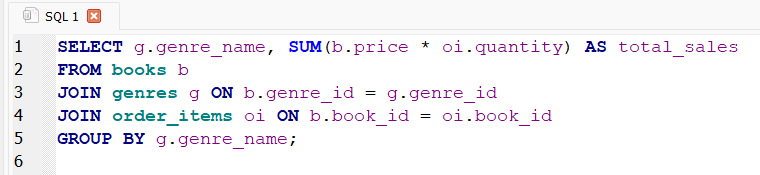 SQL 1
1 SELECT g.genre_name, SUM(b.price * oi.quantity) AS total_sales
2 FROM books b
3 JOIN genres g ON b.genre_id = g.genre_id
4 JOIN order_items oi ON b.book_id = oi.book_id
5 GROUP BY g.genre_name;
6